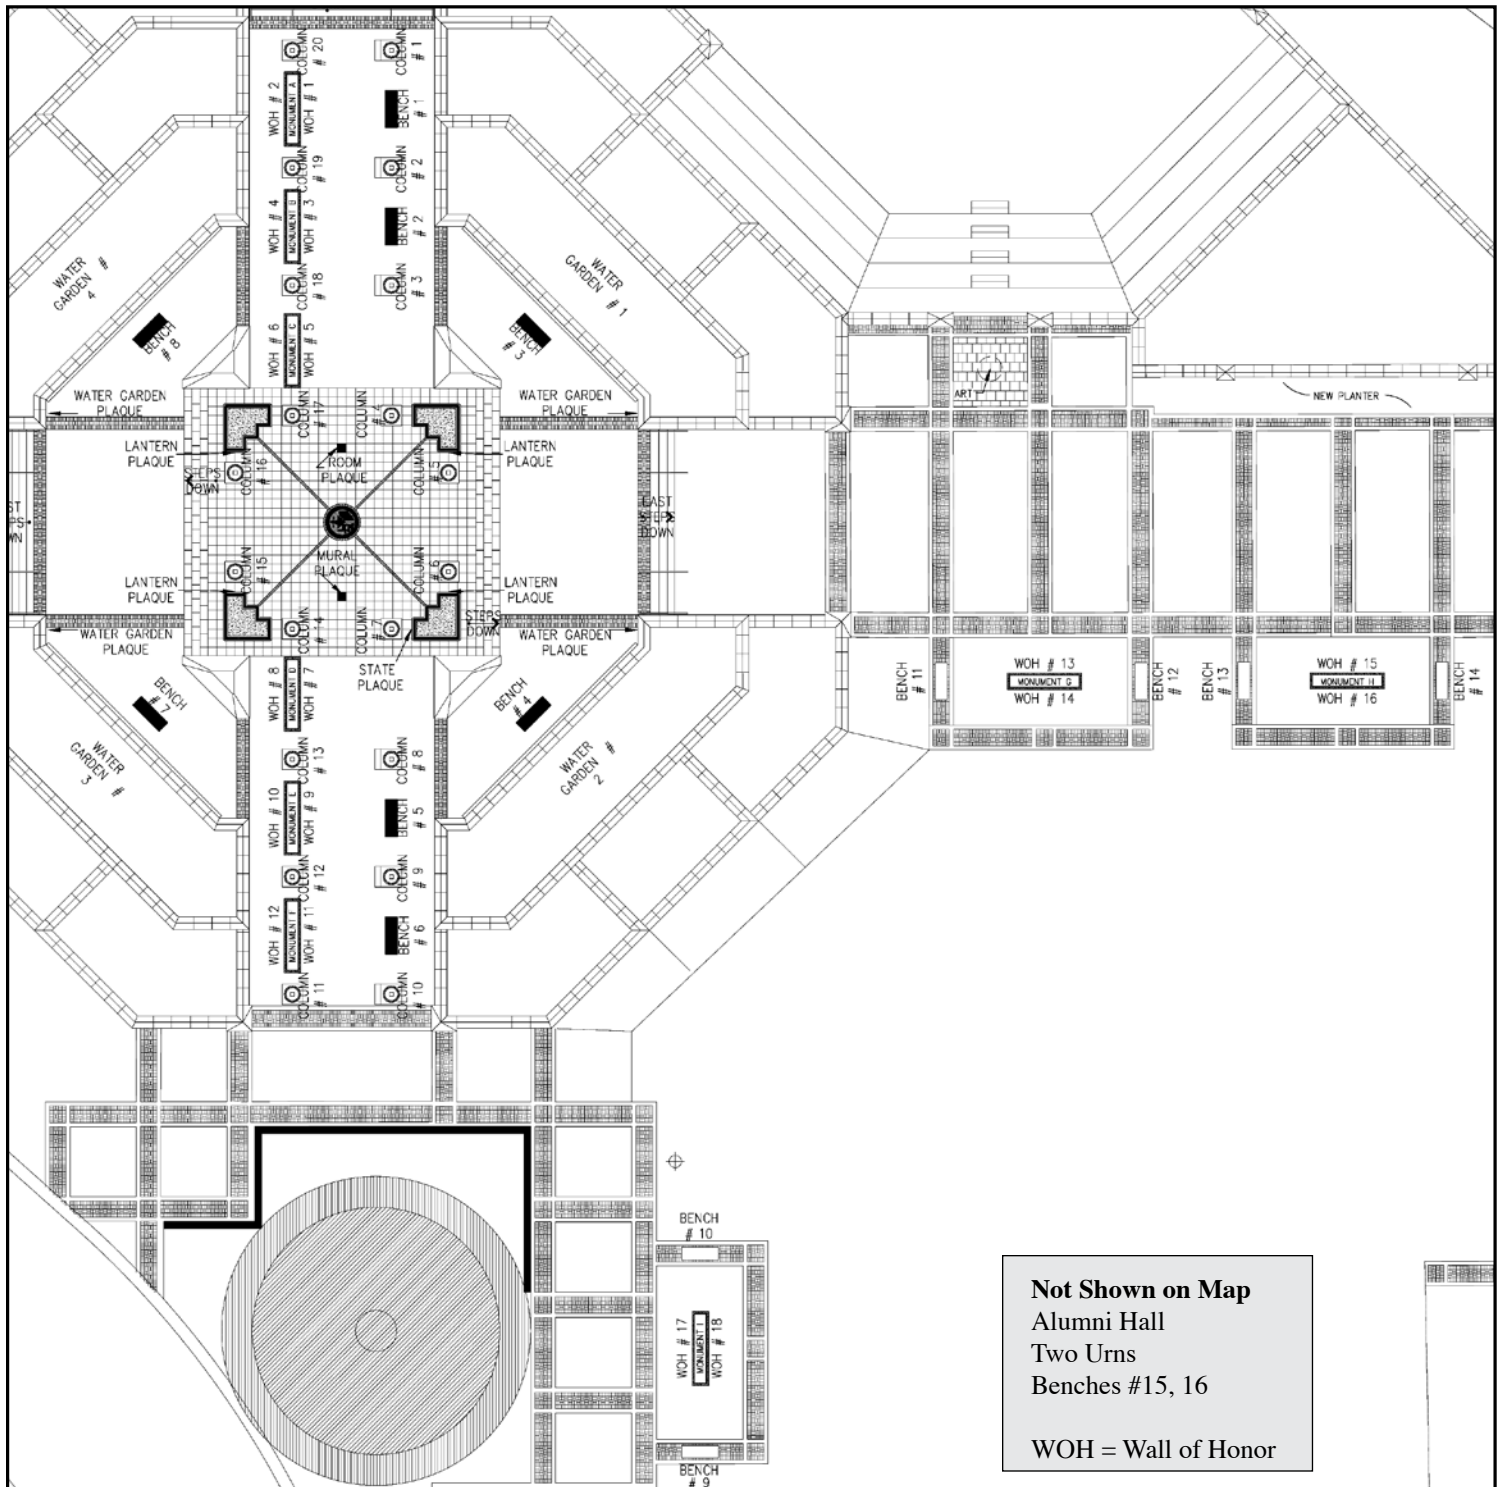 COLUMN
# 20
COLUMN
# 1
WOH # 2
MONUMENT A
WOH # 1
BENCH
# 1
COLUMN
# 19
COLUMN
# 2
WOH # 4
MONUMENT B
WOH # 3
BENCH
# 2
COLUMN
# 18
COLUMN
# 3
WATER #
GARDEN
4
WATER
GARDEN # 1
BENCH
# 8
WOH # 6
MONUMENT C
WOH # 5
BENCH
# 3
WATER GARDEN
PLAQUE
WATER GARDEN
PLAQUE
COLUMN
# 17
COLUMN
# 4
ART
NEW PLANTER
LANTERN
PLAQUE
LANTERN
PLAQUE
ROOM
PLAQUE
STEPS
DOWN
COLUMN
# 16
COLUMN
# 5
ST
PS
WN
EAST
STEPS
DOWN
MURAL
PLAQUE
COLUMN
# 15
COLUMN
# 6
LANTERN
PLAQUE
LANTERN
PLAQUE
COLUMN
# 14
COLUMN
# 7
STEPS
DOWN
WATER GARDEN
PLAQUE
WATER GARDEN
PLAQUE
STATE
PLAQUE
WOH # 8
MONUMENT D
WOH # 7
BENCH
# 7
BENCH
# 4
BENCH
# 11
WOH # 13
MONUMENT G
WOH # 14
BENCH
# 12
BENCH
# 13
WOH # 15
MONUMENT H
WOH # 16
BENCH
# 14
WATER
GARDEN #
3
COLUMN
# 13
COLUMN
# 8
WATER #
GARDEN
2
WOH # 10
MONUMENT E
WOH # 9
BENCH
# 5
COLUMN
# 12
COLUMN
# 9
WOH # 12
MONUMENT F
WOH # 11
BENCH
# 6
COLUMN
# 11
COLUMN
# 10
BENCH
# 10
WOH # 17
MONUMENT I
WOH # 18
BENCH
# 9
Not Shown on Map
Alumni Hall
Two Urns
Benches #15, 16
WOH = Wall of Honor